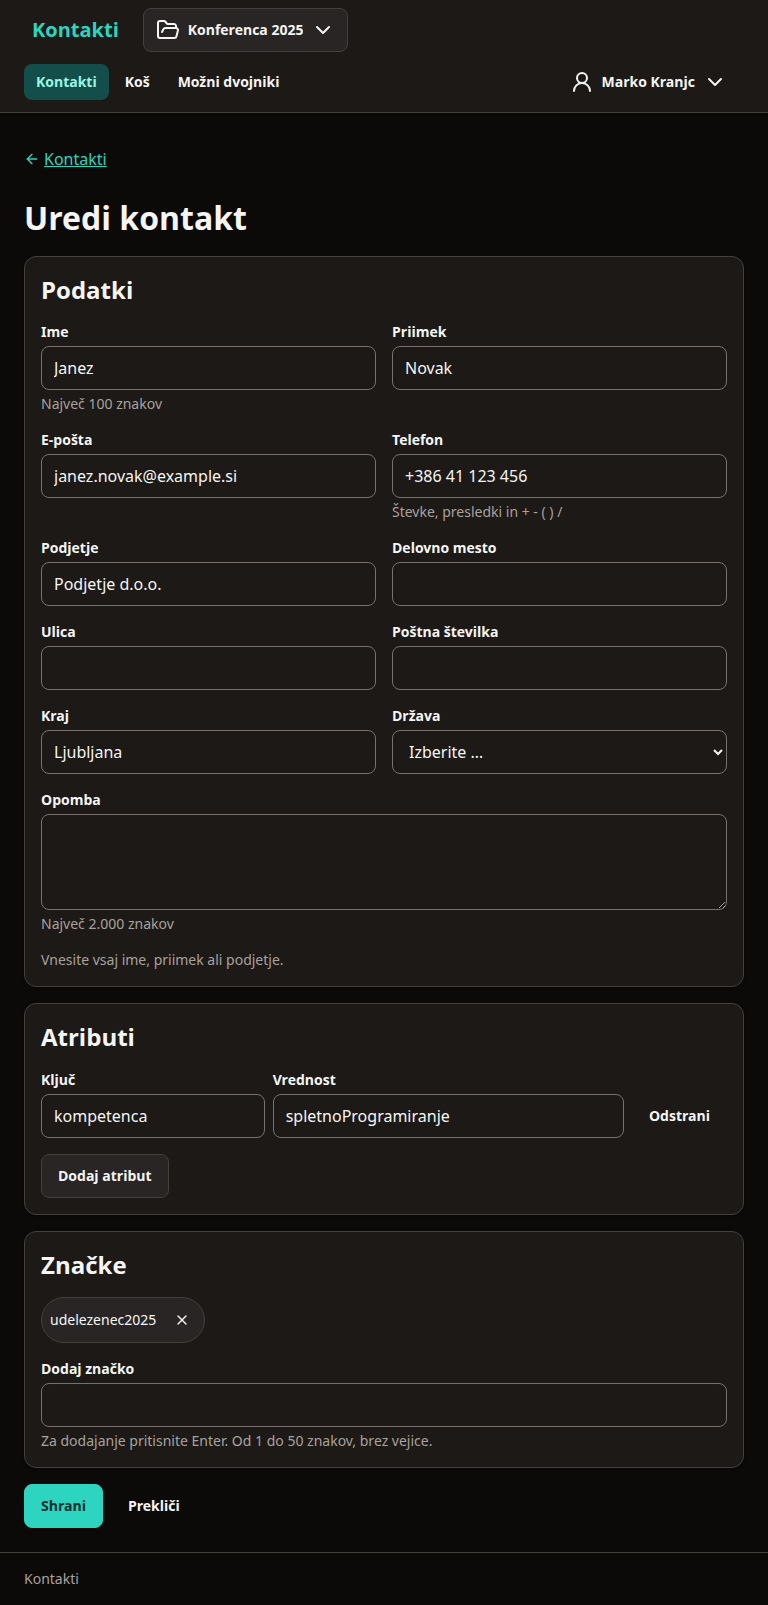 Kontakti Konferenca 2025
Kontakti Koš Možni dvojniki Marko Kranjc
← Kontakti
Uredi kontakt
Podatki
Ime Priimek
Janez Novak
Največ 100 znakov
E-pošta Telefon
janez.novak@example.si +386 41 123 456
Števke, presledki in + - ( ) /
Podjetje Delovno mesto
Podjetje d.o.o.
Ulica Poštna številka
Kraj Država
Ljubljana Izberite ...
Opomba
Največ 2.000 znakov
Vnesite vsaj ime, priimek ali podjetje.
Atributi
Ključ Vrednost
kompetenca spletnoProgramiranje Odstrani
Dodaj atribut
Značke
udelezenec2025
Dodaj značko
Za dodajanje pritisnite Enter. Od 1 do 50 znakov, brez vejice.
Shrani Prekliči
Kontakti